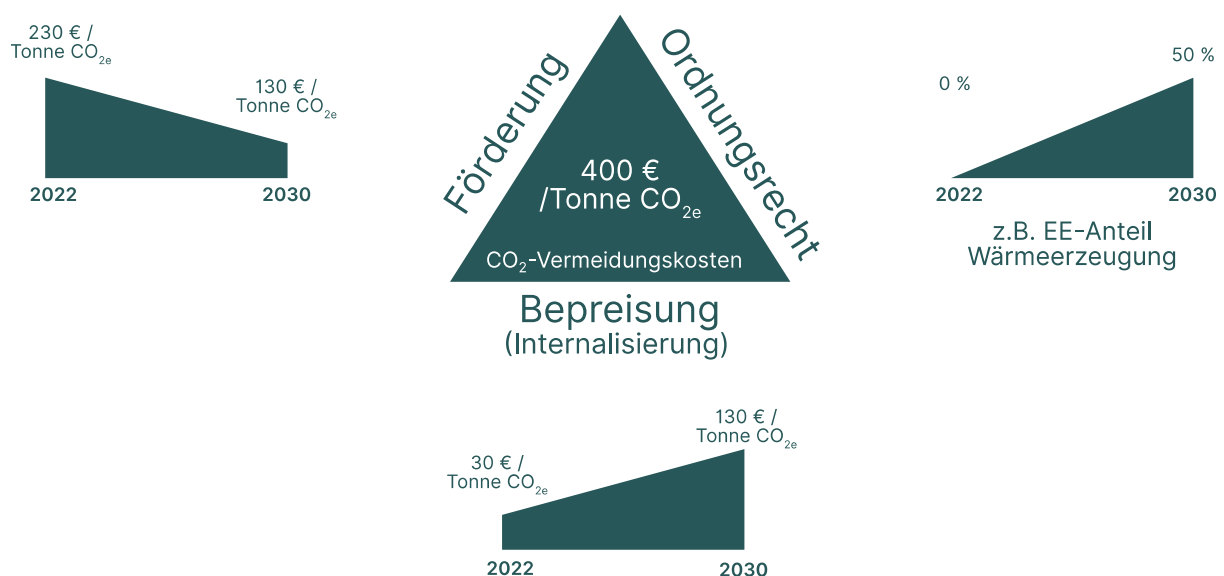 230 € /
Tonne CO₂e
130 € /
Tonne CO₂e
2022
2030
Förderung
Ordnungsrecht
400 €
/Tonne CO₂e
CO₂-Vermeidungskosten
Bepreisung
(Internalisierung)
0 %
50 %
2022
2030
z.B. EE-Anteil
Wärmeerzeugung
30 € /
Tonne CO₂e
130 € /
Tonne CO₂e
2022
2030